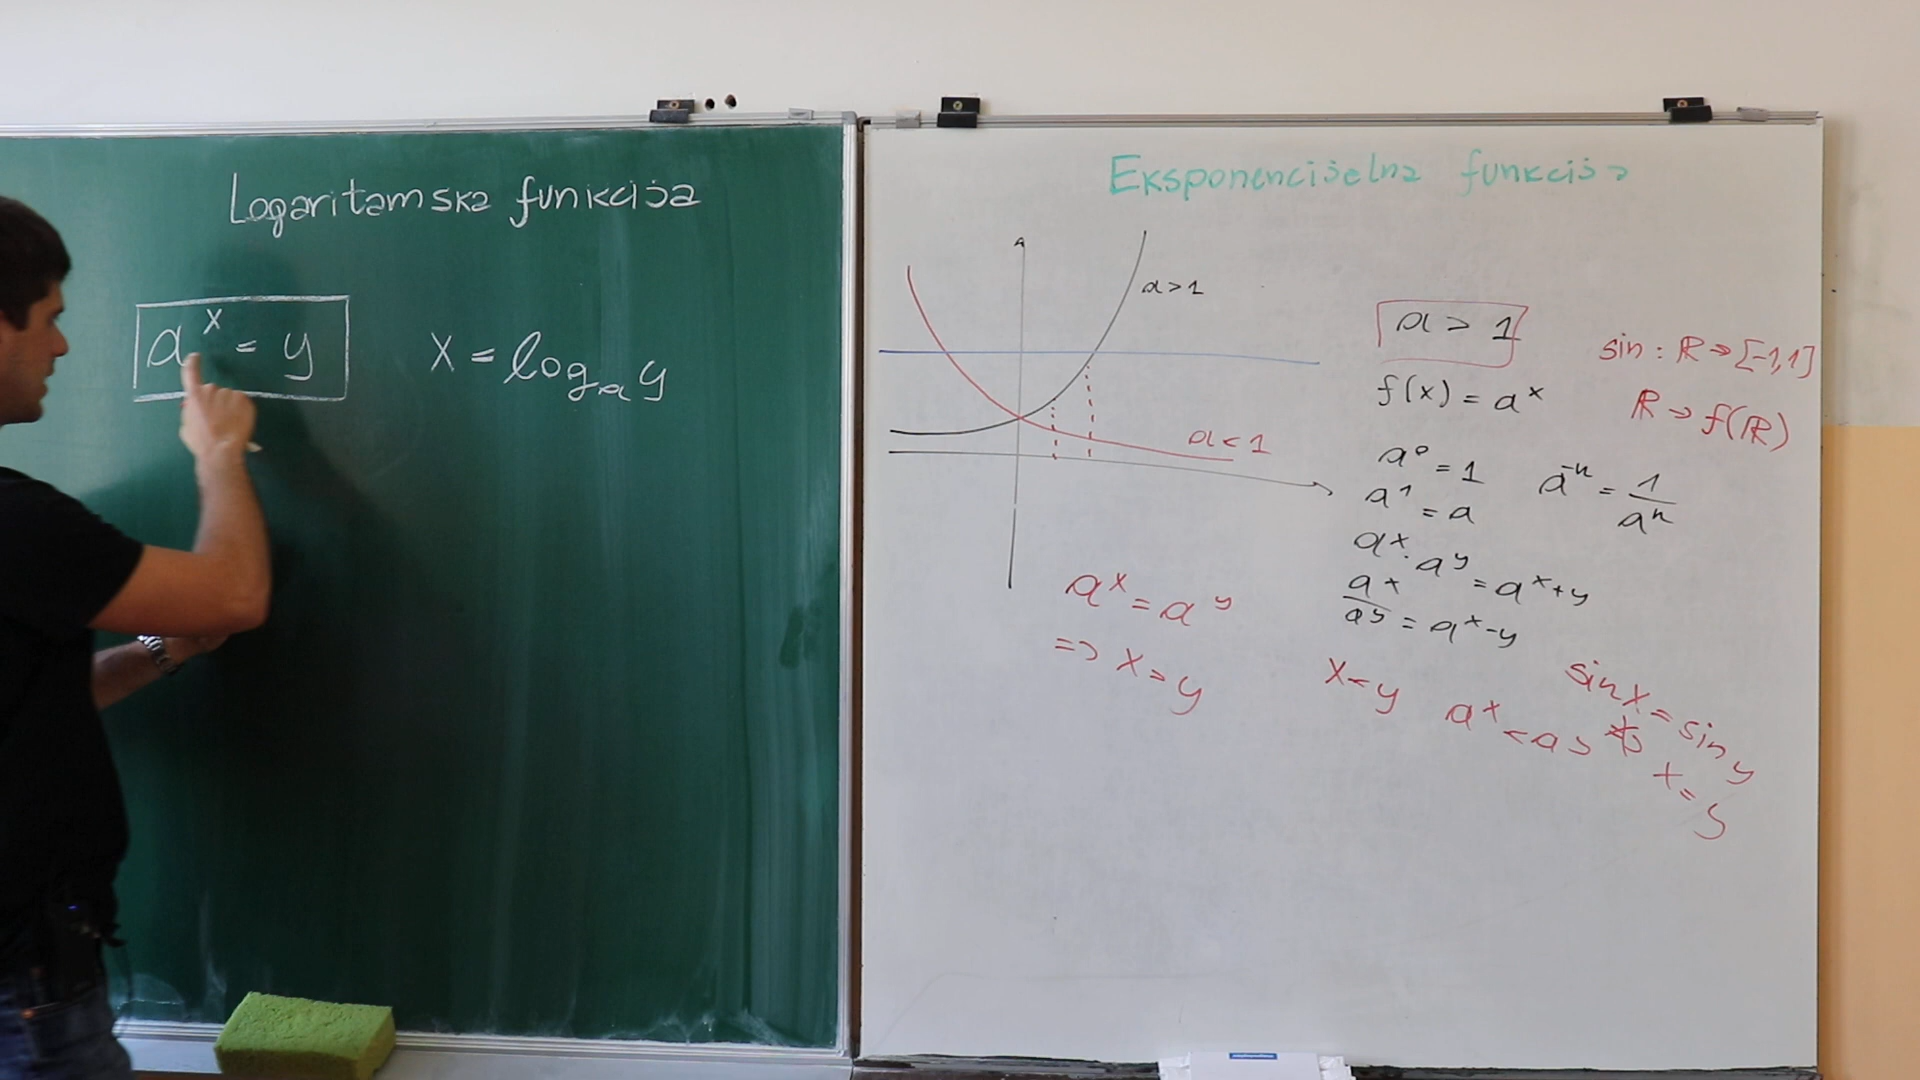 Logaritamska funkcija
a^x = y
x = log_a y
Eksponencijalna funkcija
a > 1
a < 1
a > 1
f(x) = a^x
sin : ℝ → [-1,1]
ℝ → f(ℝ)
a^0 = 1
a^1 = a
a^-n = 1/a^n
a^x · a^y = a^x+y
a^x/a^y = a^x-y
a^x = a^y
=> x = y
x < y
a^x < a^y
sin x = sin y
⇏
x = y